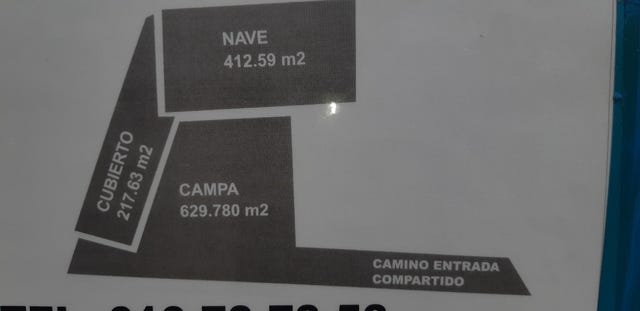 NAVE
412.59 m2
CUBIERTO
217.63 m2
CAMPA
629.780 m2
CAMINO ENTRADA
COMPARTIDO